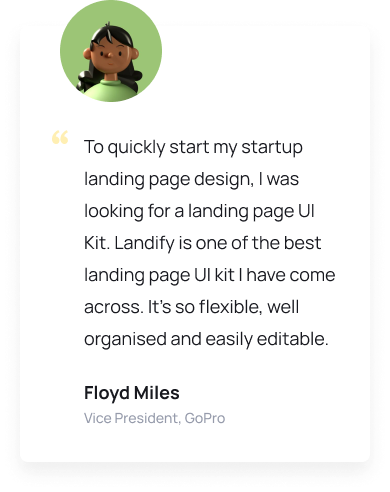 “
To quickly start my startup
landing page design, I was
looking for a landing page UI
Kit. Landify is one of the best
landing page UI kit I have come
across. It’s so flexible, well
organised and easily editable.
Floyd Miles
Vice President, GoPro